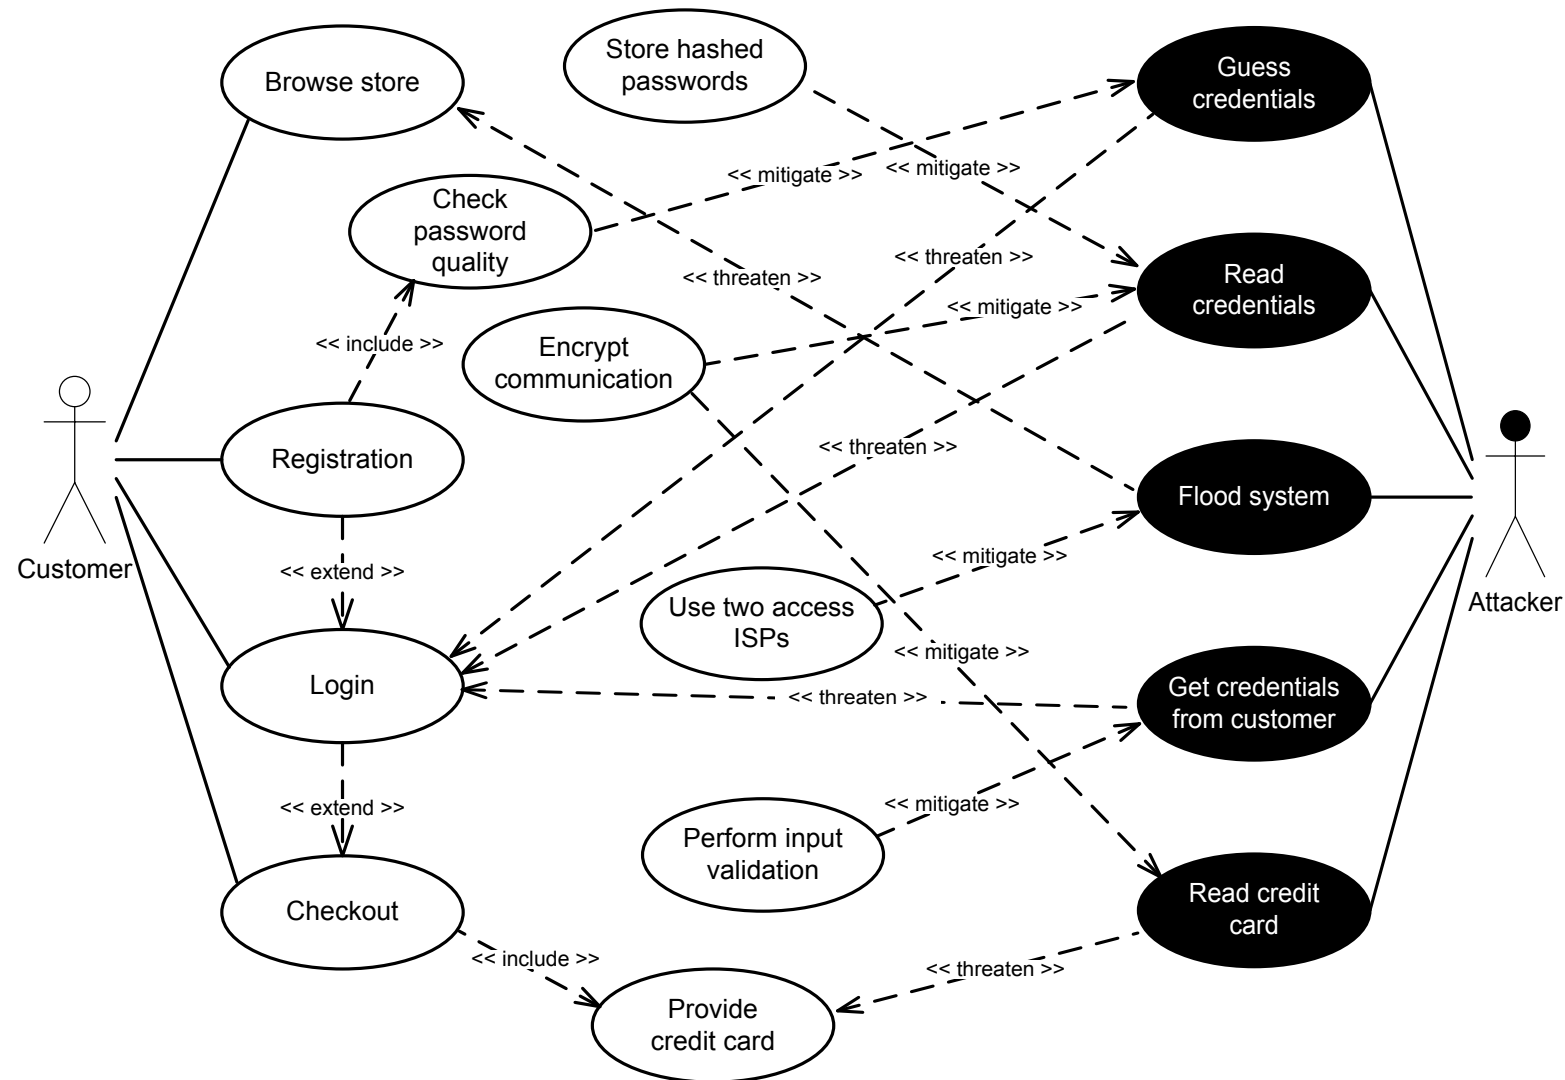 Store hashed
passwords
Guess
credentials
Browse store
<< mitigate >>
<< mitigate >>
Check
password
quality
<< threaten >>
<< threaten >>
Read
credentials
<< mitigate >>
<< include >>
Encrypt
communication
<< threaten >>
Registration
Flood system
<< mitigate >>
<< extend >>
Customer
Use two access
ISPs
Attacker
<< mitigate >>
Login
<< threaten >>
Get credentials
from customer
<< extend >>
<< mitigate >>
Perform input
validation
Checkout
Read credit
card
<< include >>
<< threaten >>
Provide
credit card